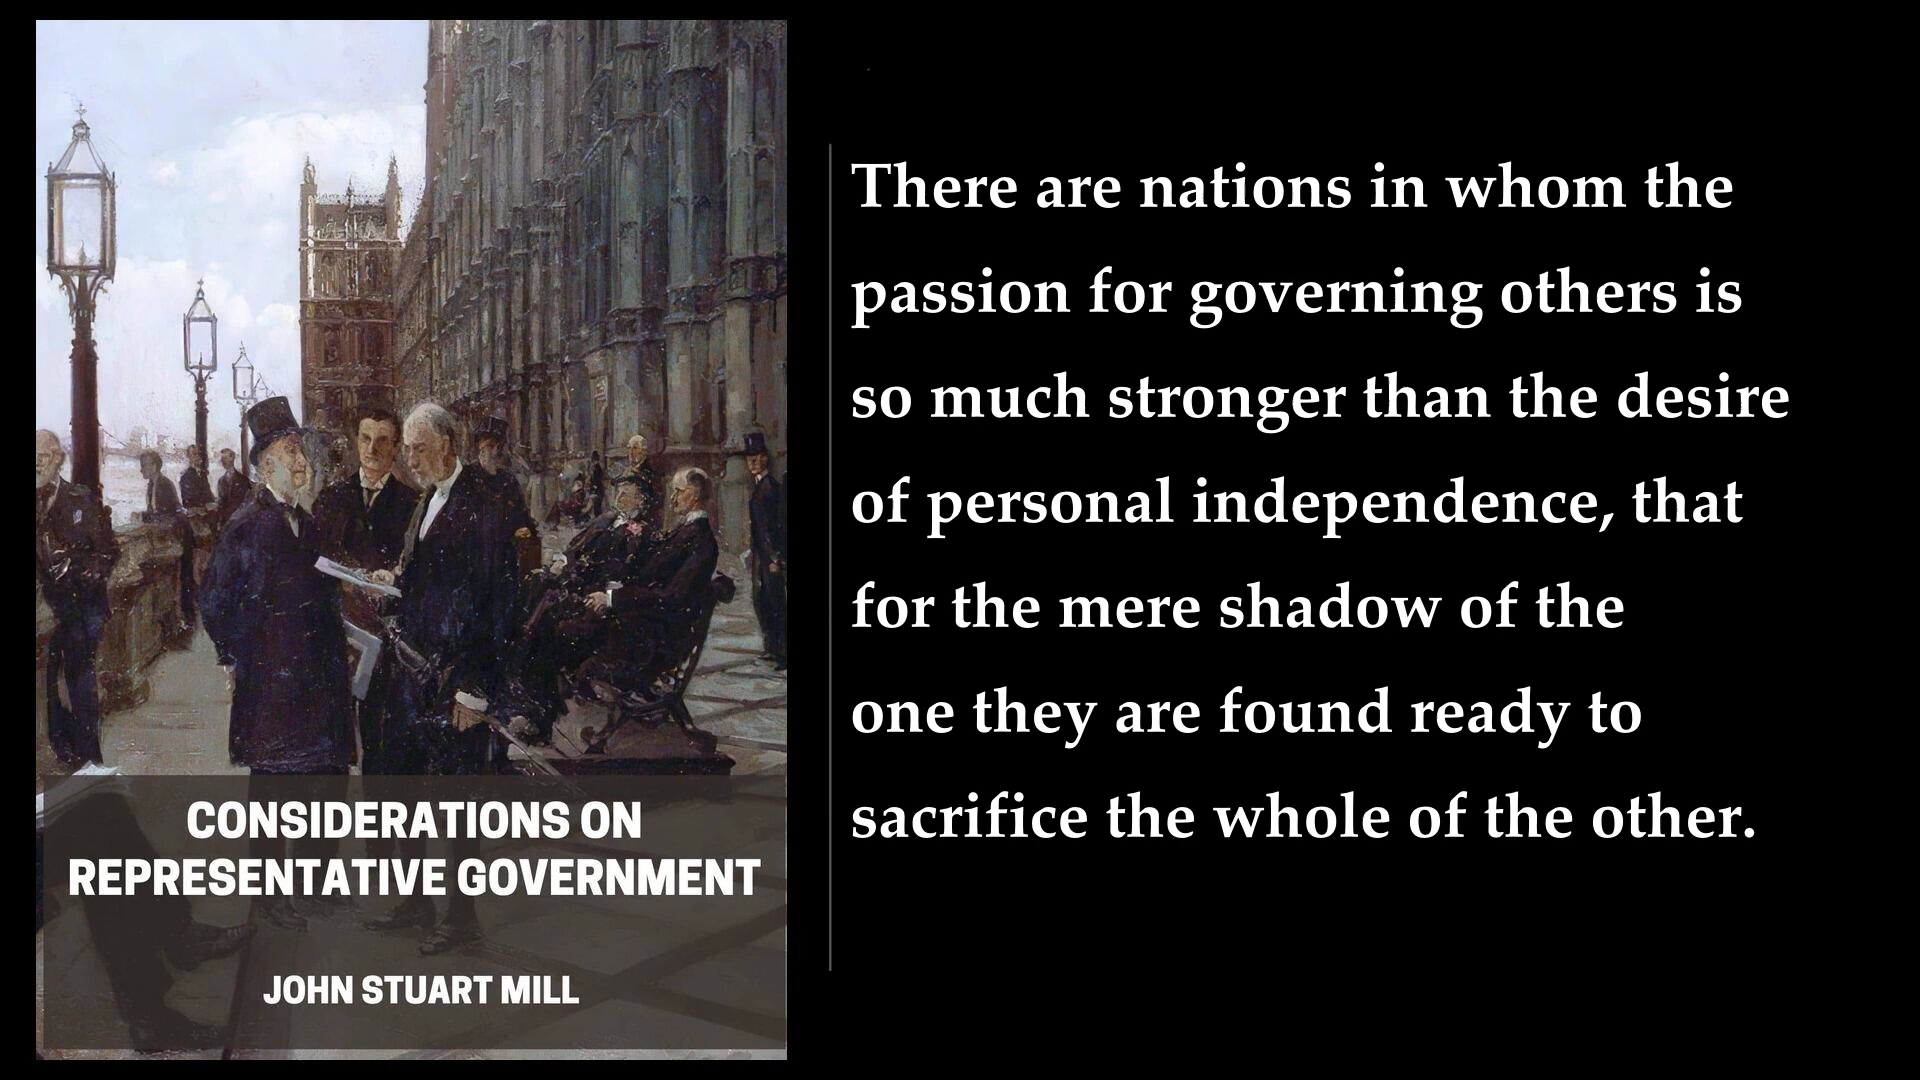 CONSIDERATIONS ON
REPRESENTATIVE GOVERNMENT
JOHN STUART MILL
There are nations in whom the
passion for governing others is
so much stronger than the desire
of personal independence, that
for the mere shadow of the
one they are found ready to
sacrifice the whole of the other.